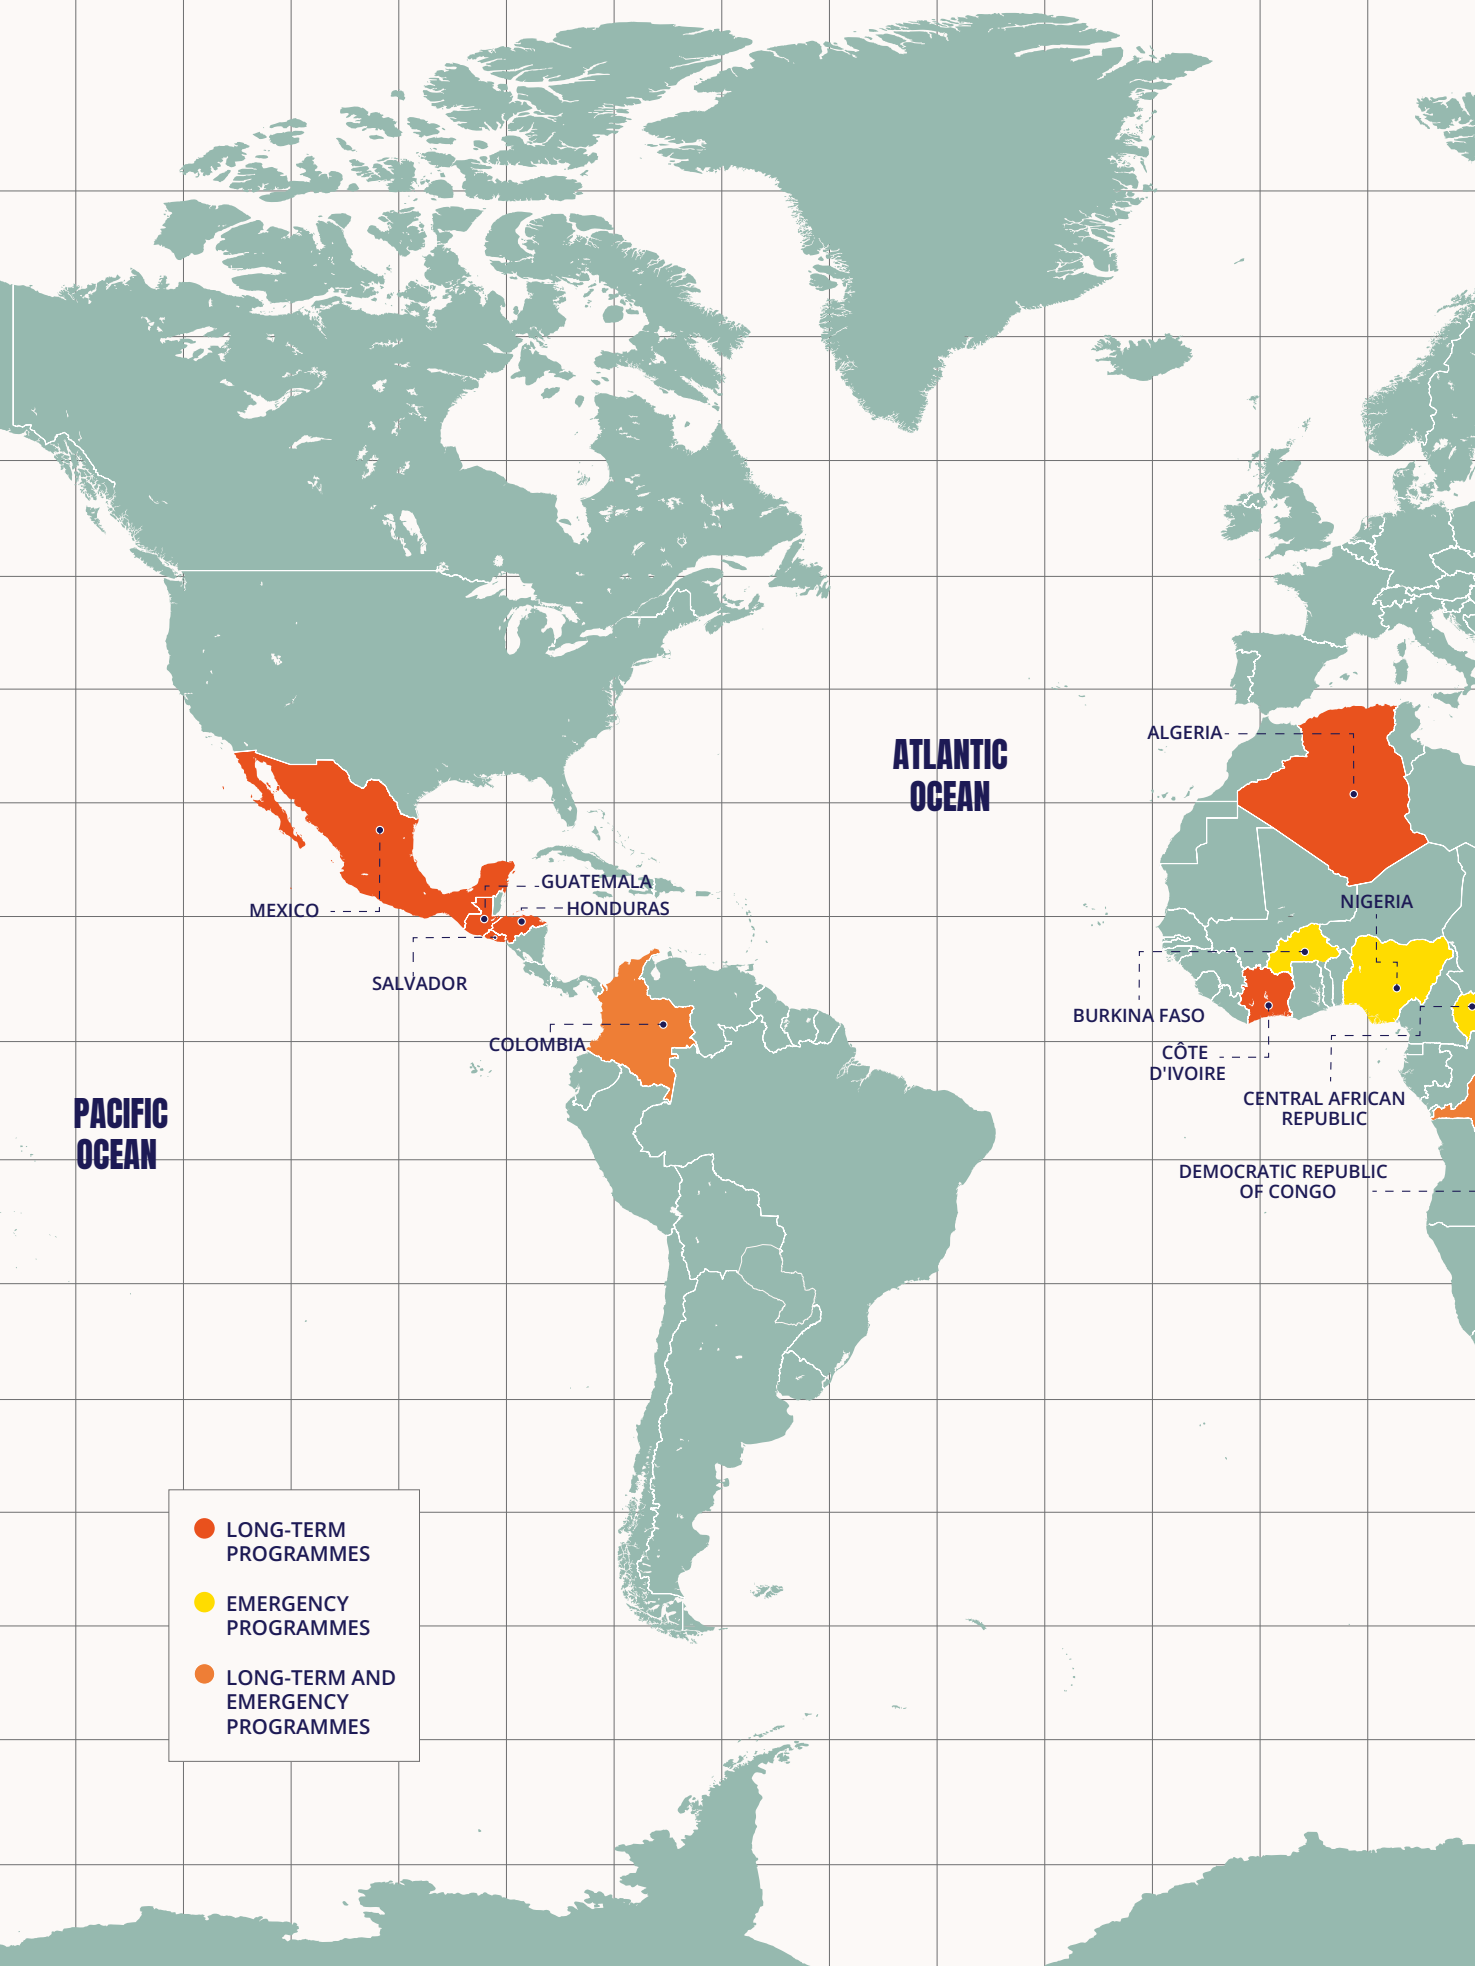 ALGERIA
ATLANTIC
OCEAN
GUATEMALA
NIGERIA
HONDURAS
MEXICO
SALVADOR
BURKINA FASO
COLOMBIA
CÔTE
D'IVOIRE
CENTRAL AFRICAN
REPUBLIC
PACIFIC
OCEAN
DEMOCRATIC REPUBLIC
OF CONGO
LONG-TERM
PROGRAMMES
EMERGENCY
PROGRAMMES
LONG-TERM AND
EMERGENCY
PROGRAMMES